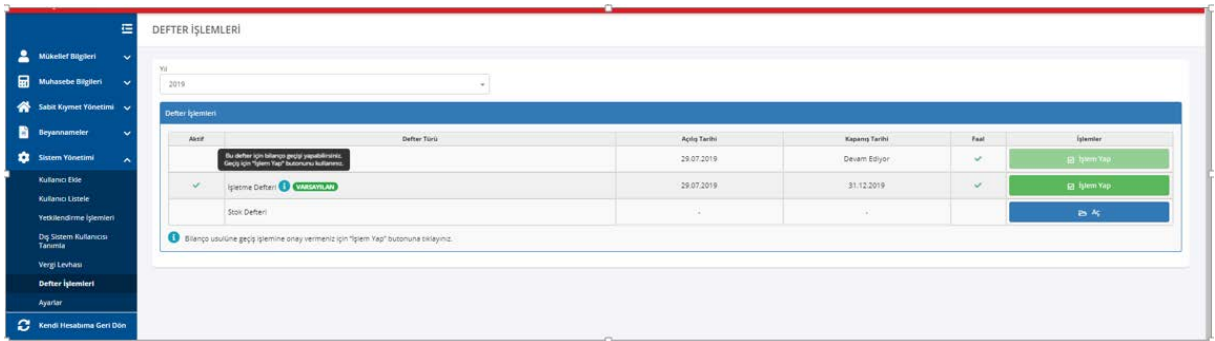 DEFTER İŞLEMLERİ
Mükellef Bilgileri
Muhasebe Bilgileri
Sabit Kıymet Yönetimi
Beyannameler
Sistem Yönetimi
Kullanıcı Ekle
Kullanıcı Listele
Yetkilendirme İşlemleri
Dış Sistem Kullanıcısı
Tanımla
Vergi Levhası
Defter İşlemleri
Ayarlar
Kendi Hesabıma Geri Dön
Yıl
2019
Defter İşlemleri
Aktif Defter Türü Açılış Tarihi Kapanış Tarihi Faal İşlemler
Bu defter için bilanço geçişi yapabilirsiniz.
Geçiş için "İşlem Yap" butonunu kullanınız.
29.07.2019 Devam Ediyor İşlem Yap
İşletme Defteri VARSAYILAN 29.07.2019 31.12.2019 İşlem Yap
Stok Defteri - - Aç
Bilanço usulüne geçiş işlemine onay vermeniz için "İşlem Yap" butonuna tıklayınız.